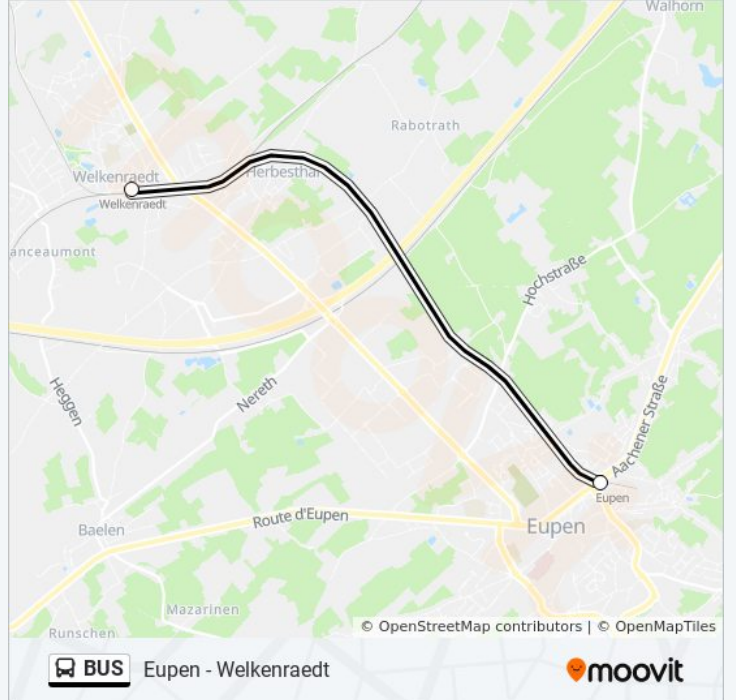 Walhorn
Rabotrath
Welkenraedt
Herbesthal
Welkenraedt
anceaumont
Hochstraße
Heggen
Nereth
Aachener Straße
Eupen
Route d'Eupen
Eupen
Baelen
Mazarinen
Runschen
© OpenStreetMap contributors | © OpenMapTiles
BUS Eupen - Welkenraedt
moovit